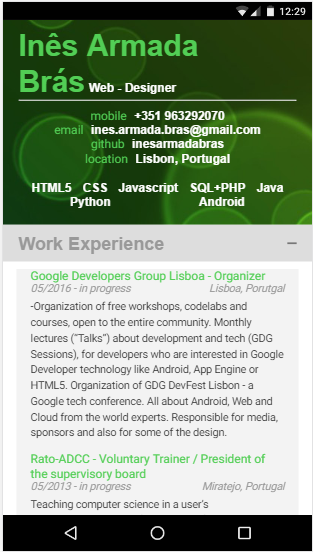 12:29
Inês Armada
Brás Web - Designer
mobile +351 963292070
email ines.armada.bras@gmail.com
github inesarmadabras
location Lisbon, Portugal
HTML5 CSS Javascript SQL+PHP Java
Python Android
Work Experience –
Google Developers Group Lisboa - Organizer
05/2016 - in progress Lisboa, Porutgal
-Organization of free workshops, codelabs and
courses, open to the entire community. Monthly
lectures ("Talks") about development and tech (GDG
Sessions), for developers who are interested in Google
Developer technology like Android, App Engine or
HTML5. Organization of GDG DevFest Lisbon - a
Google tech conference. All about Android, Web and
Cloud from the world experts. Responsible for media,
sponsors and also for some of the design.
Rato-ADCC - Voluntary Trainer / President of
the supervisory board
05/2013 - in progress Miratejo, Portugal
Teaching computer science in a user's